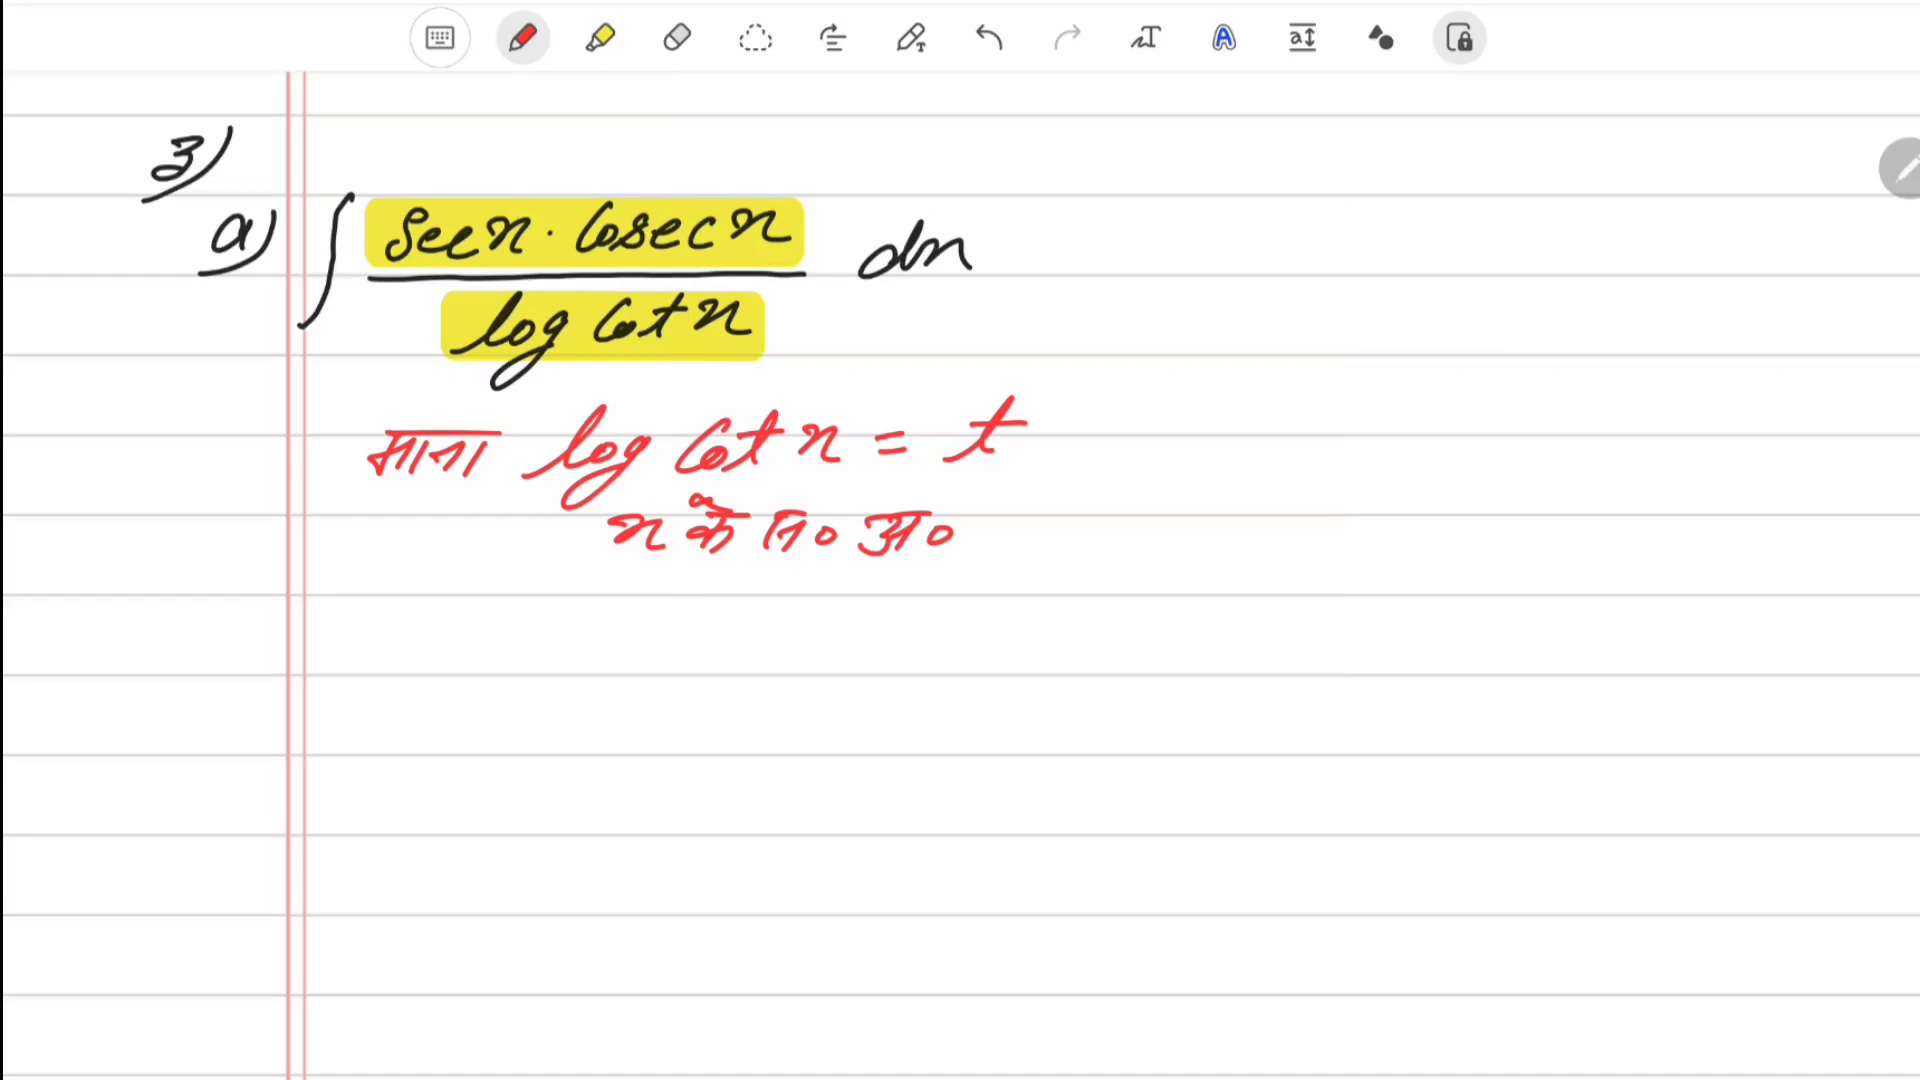 3)
a) ∫ secx · cosecx / log cotx dx
माना log cotx = t
x के सा० अ०